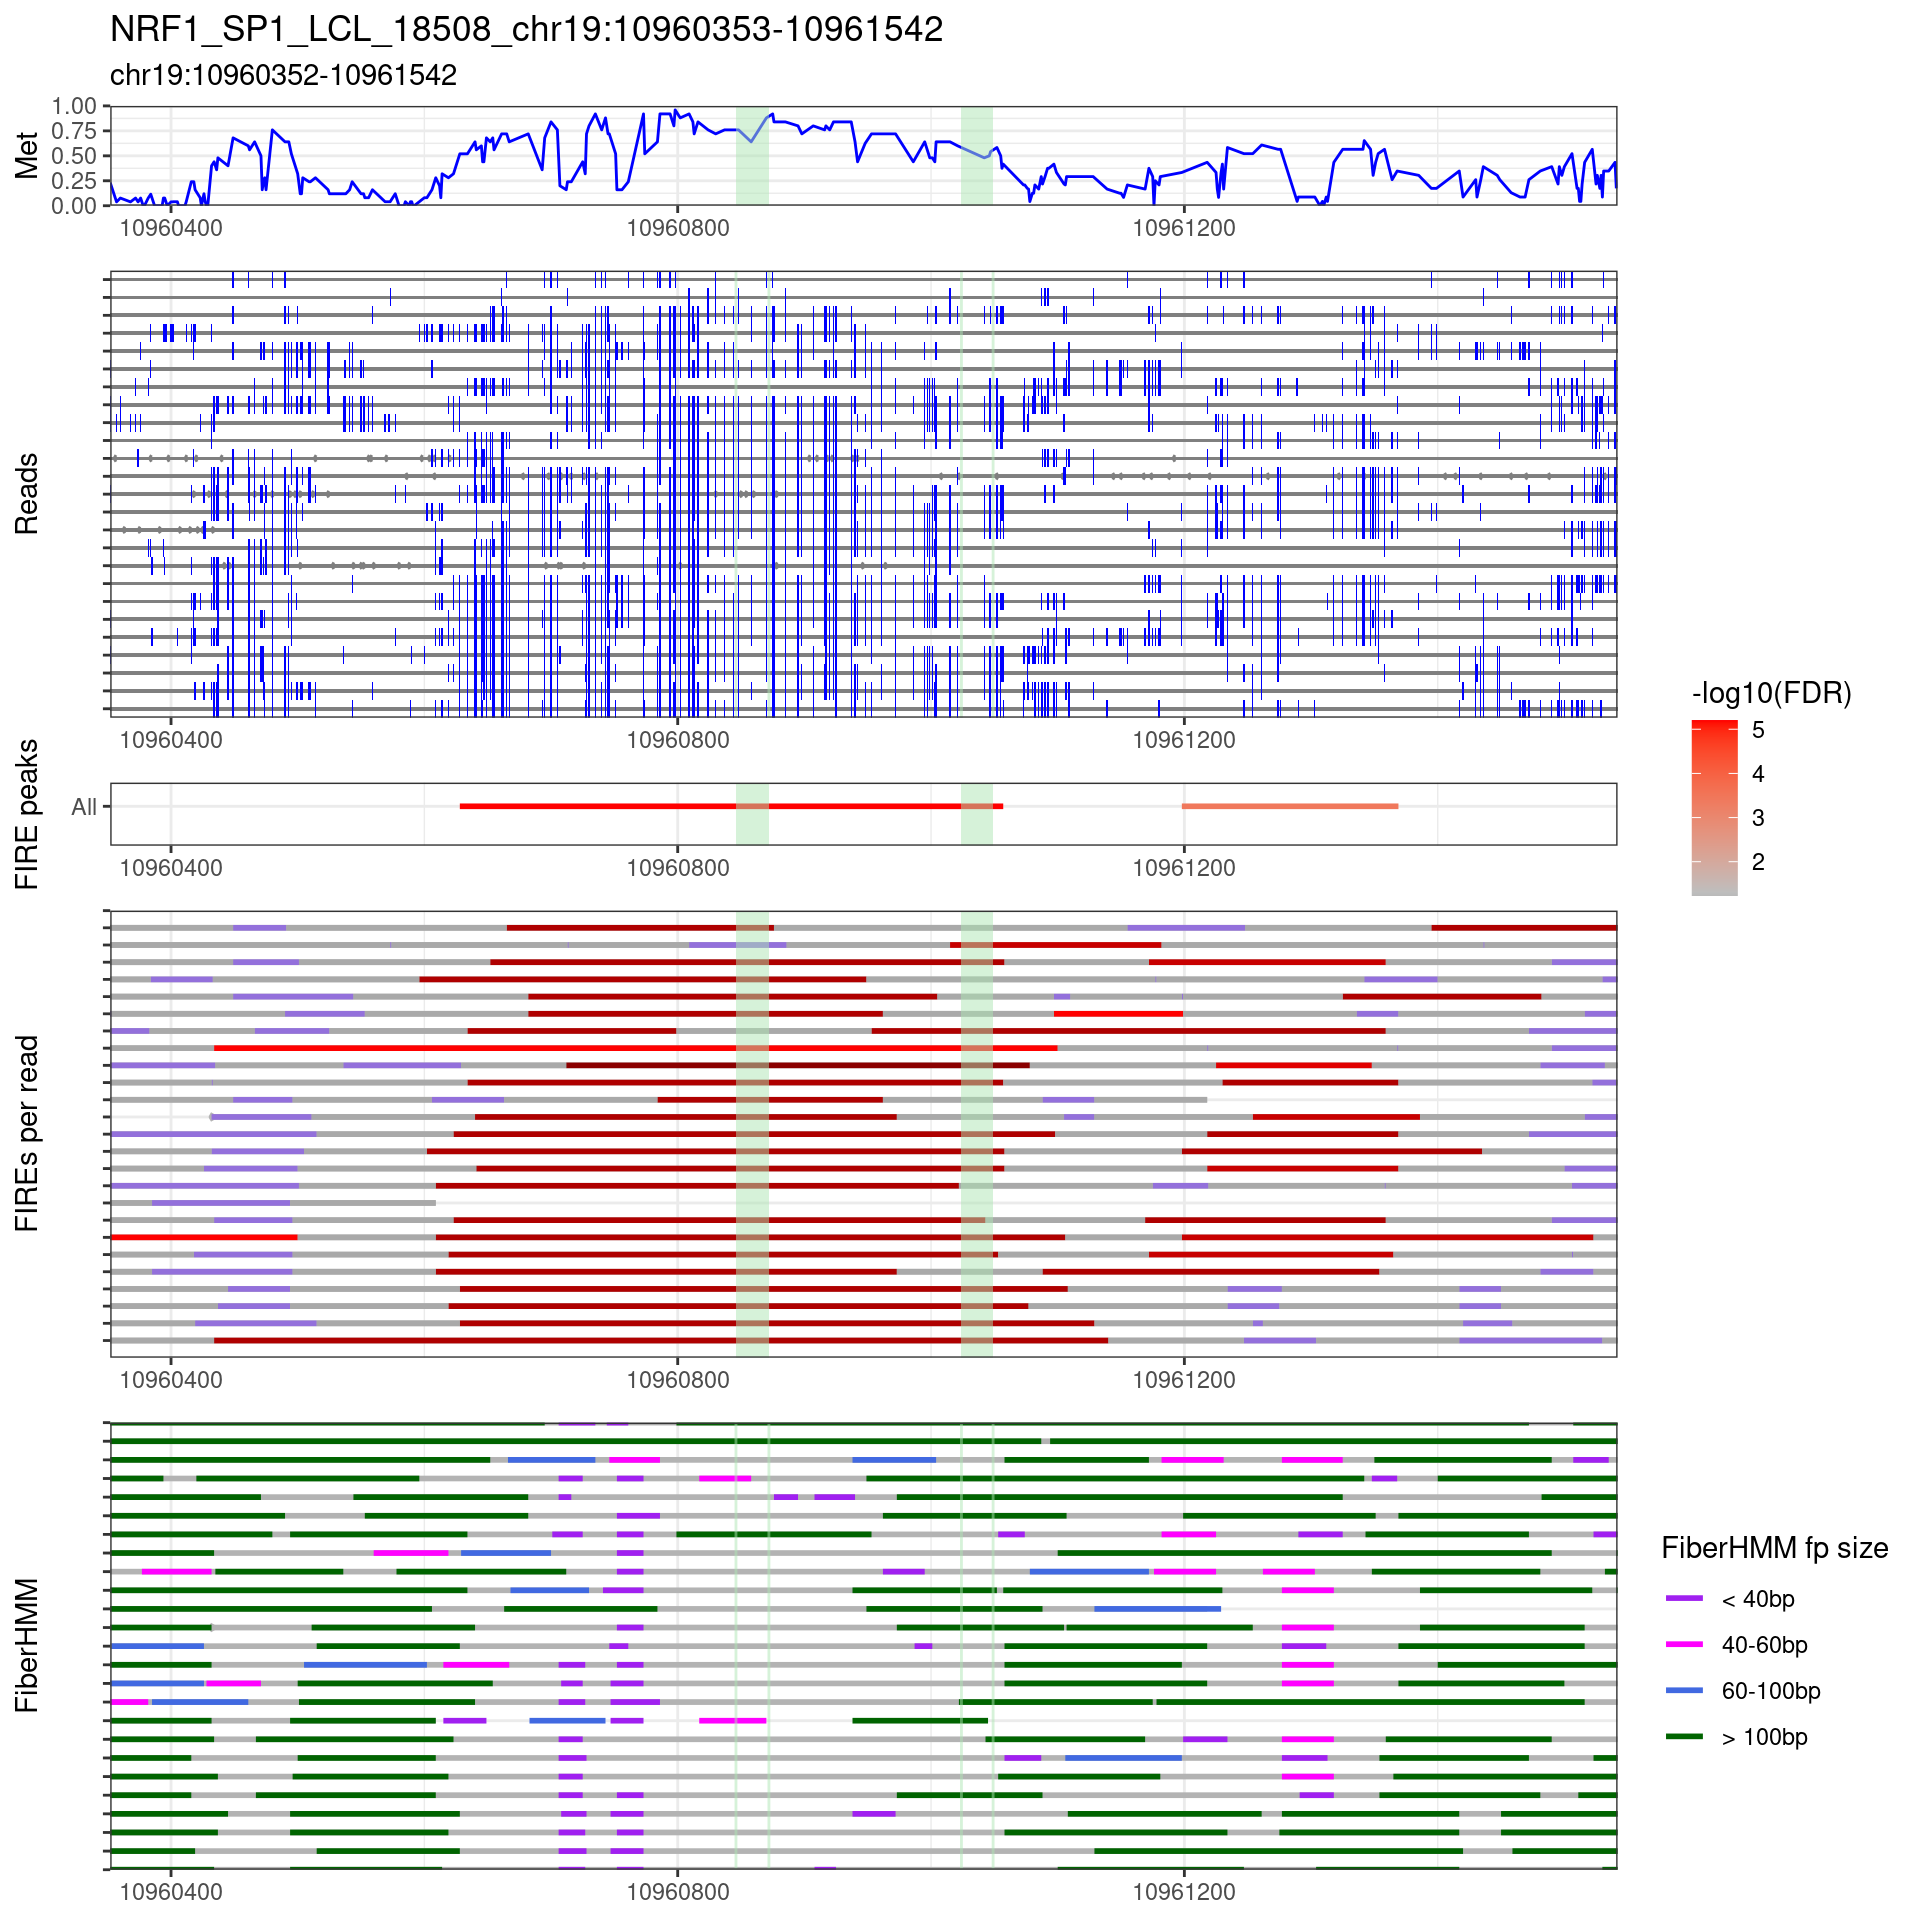 NRF1_SP1_LCL_18508_chr19:10960353-10961542
chr19:10960352-10961542
Met
1.00
0.75
0.50
0.25
0.00
10960400 10960800 10961200
Reads
10960400 10960800 10961200
FIRE peaks
All
10960400 10960800 10961200
-log10(FDR)
5
4
3
2
FIREs per read
10960400 10960800 10961200
FiberHMM
10960400 10960800 10961200
FiberHMM fp size
< 40bp
40-60bp
60-100bp
> 100bp